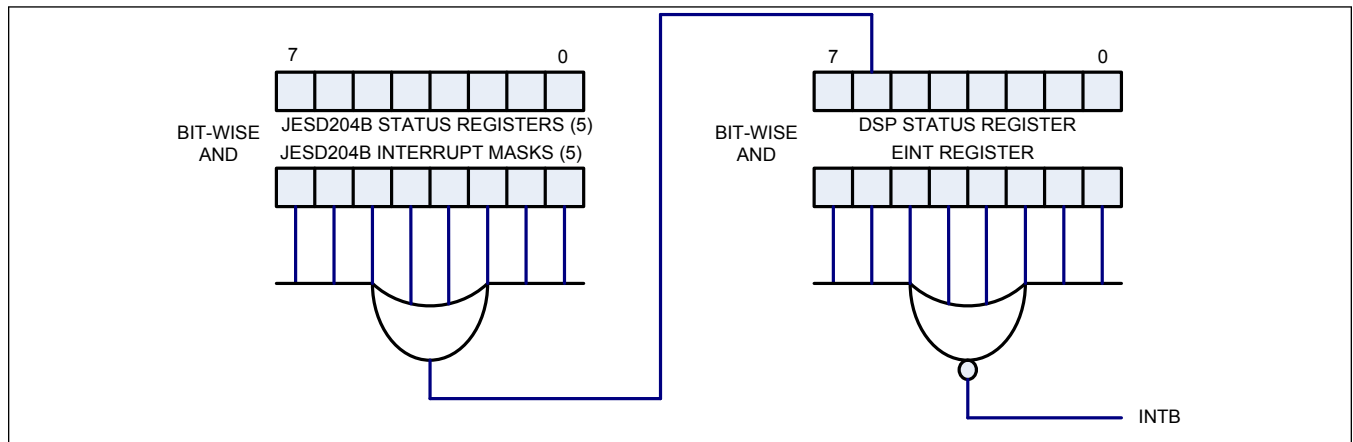 7
0
BIT-WISE
AND
JESD204B STATUS REGISTERS (5)
JESD204B INTERRUPT MASKS (5)
7
0
BIT-WISE
AND
DSP STATUS REGISTER
EINT REGISTER
INTB